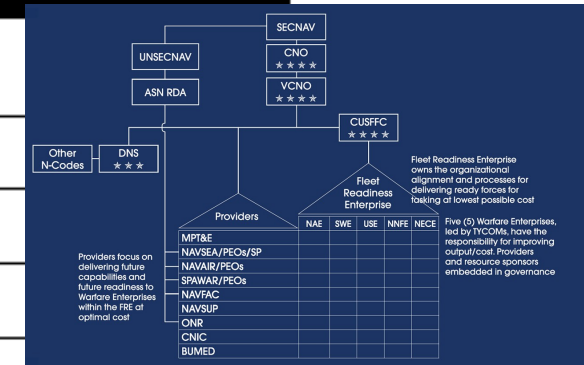 SECNAV
UNSECNAV
CNO
★★★★
ASN RDA
VCNO
★★★★
CUSFFC
★★★★
Other
N-Codes
DNS
★★★
Fleet Readiness Enterprise
owns the organizational
alignment and processes for
delivering ready forces for
tasking at lowest possible cost
Fleet
Readiness
Enterprise
Providers
NAE SWE USE NNFE NECE
Five (5) Warfare Enterprises,
led by TYCOMs, have the
responsibility for improving
output/cost. Providers
and resource sponsors
embedded in governance
Providers focus on
delivering future
capabilities and
future readiness to
Warfare Enterprises
within the FRE at
optimal cost
MPT&E
NAVSEA/PEOs/SP
NAVAIR/PEOs
SPAWAR/PEOs
NAVFAC
NAVSUP
ONR
CNIC
BUMED